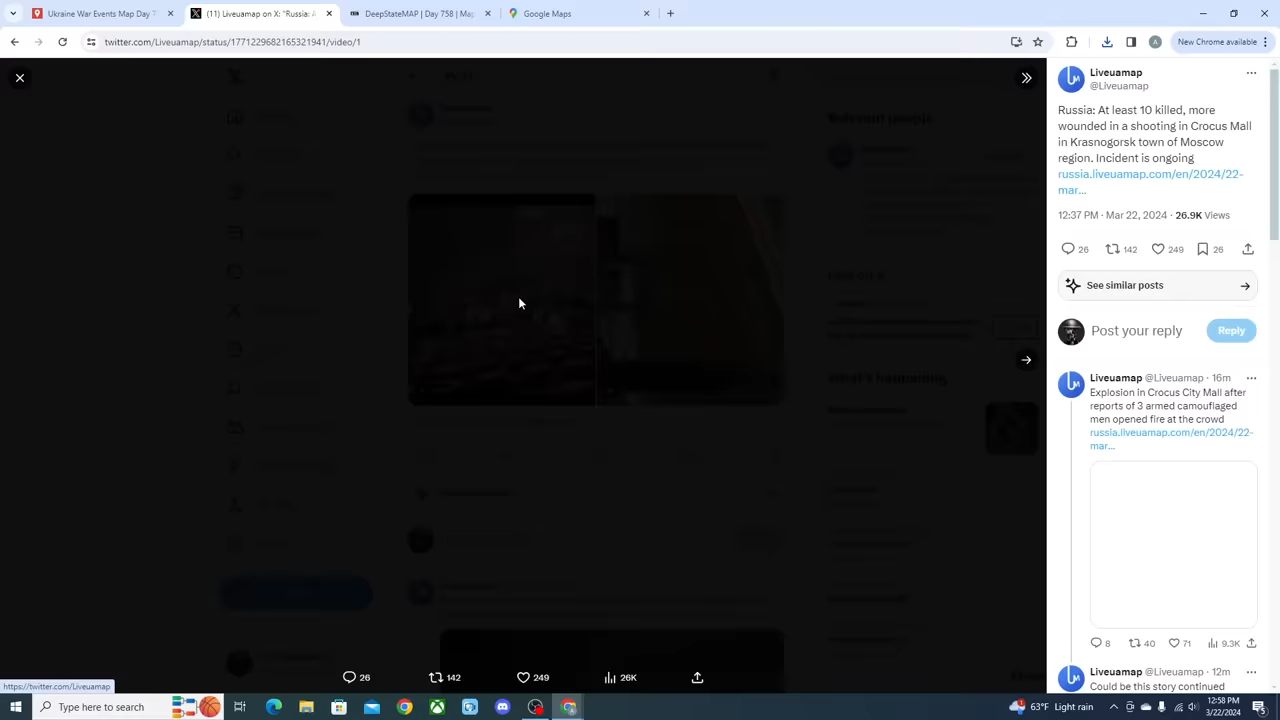 Ukraine War Events Map Day
(11) Liveuamap on X: "Russia: A
DeepStateMAP | Day 758 | Map
Google Maps
twitter.com/Liveuamap/status/1771229682165321941/video/1
New Chrome available
Liveuamap
@Liveuamap
Russia: At least 10 killed, more
wounded in a shooting in Crocus Mall
in Krasnogorsk town of Moscow
region. Incident is ongoing
russia.liveuamap.com/en/2024/22-
mar...
12:37 PM · Mar 22, 2024 · 26.9K Views
26 142 249 26
See similar posts
Post your reply
Reply
Liveuamap @Liveuamap · 16m
Explosion in Crocus City Mall after
reports of 3 armed camouflaged
men opened fire at the crowd
russia.liveuamap.com/en/2024/22-
mar...
8 40 71 9.3K
Liveuamap @Liveuamap · 12m
Could be this story continued
26 142 249 26K
https://twitter.com/Liveuamap
Type here to search
63°F Light rain
12:58 PM
3/22/2024